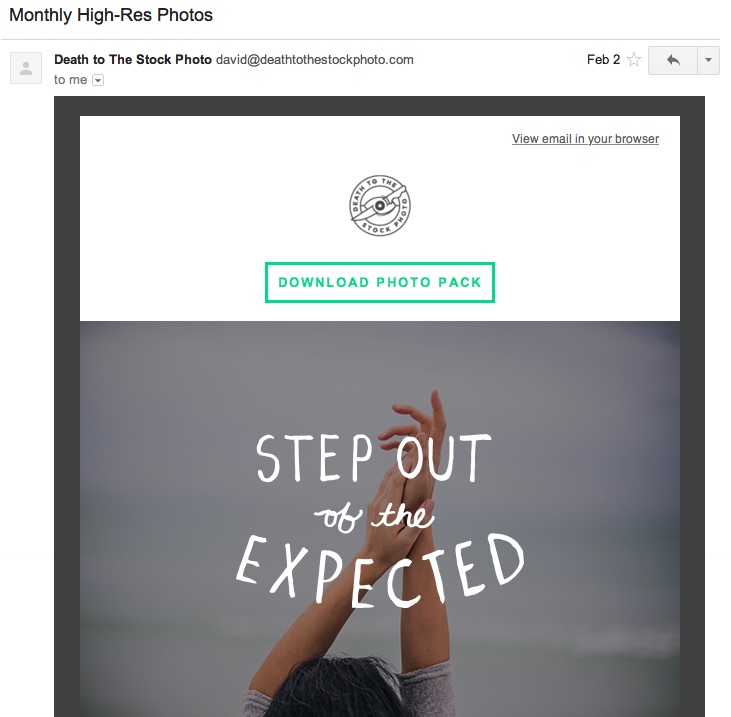 Monthly High-Res Photos
Death to The Stock Photo david@deathtothestockphoto.com
Feb 2
to me
View email in your browser
DEATH TO THE
STOCK PHOTO
DOWNLOAD PHOTO PACK
STEP OUT
of the
EXPECTED